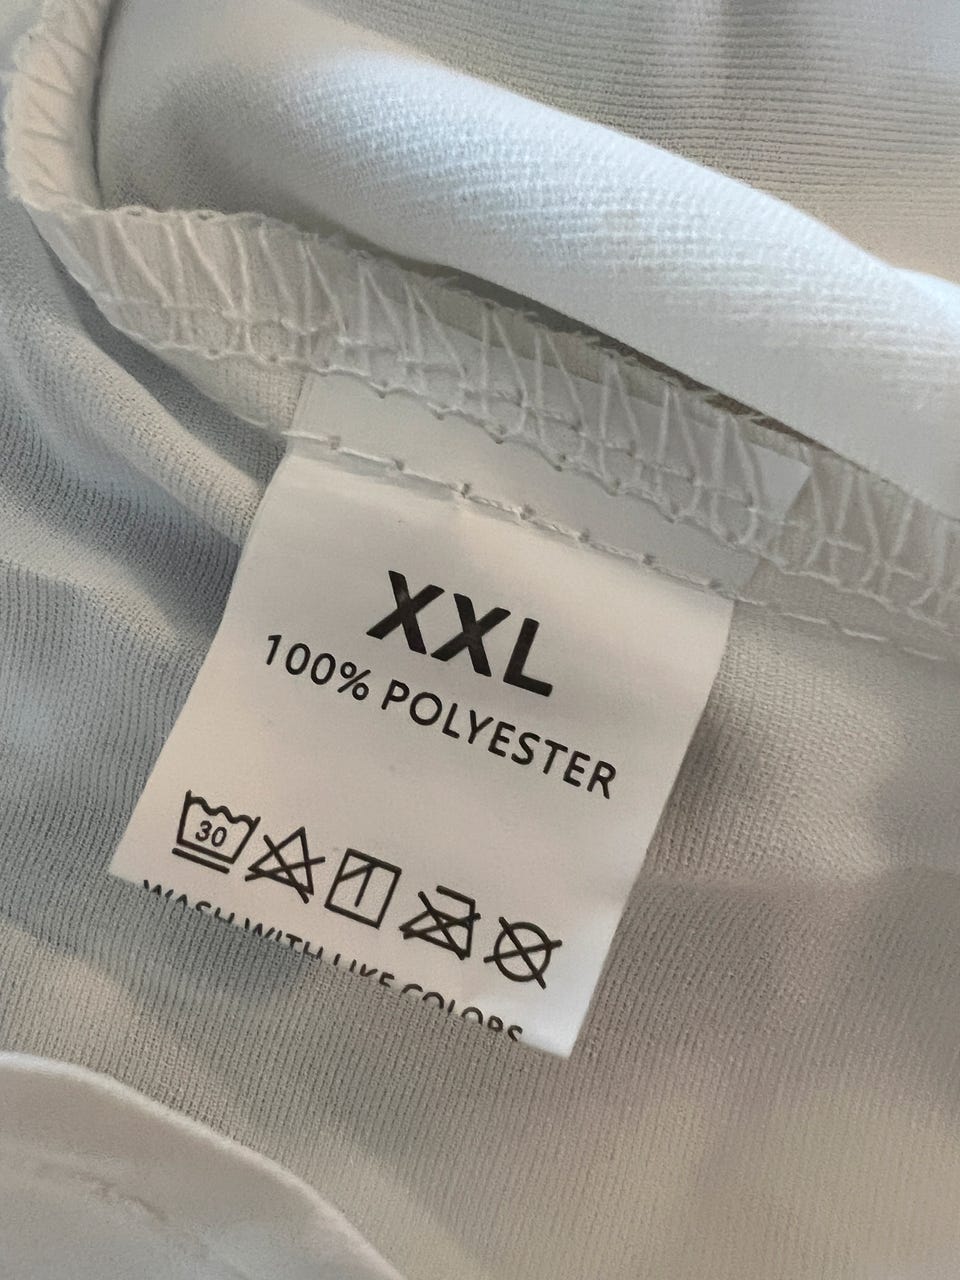 XXL
100% POLYESTER
30
WASH WITH LIKE COLORS